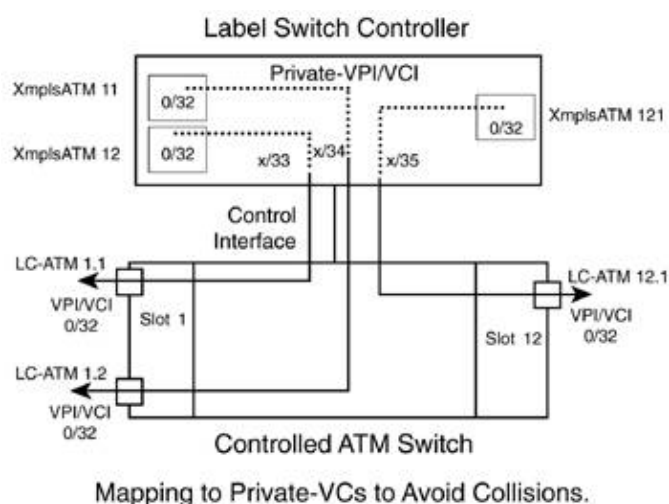 Label Switch Controller
Private-VPI/VCI
XmplsATM 11
0/32
XmplsATM 12
0/32
x/33
x/34
x/35
0/32
XmplsATM 121
Control
Interface
LC-ATM 1.1
VPI/VCI
0/32
Slot 1
LC-ATM 1.2
VPI/VCI
0/32
LC-ATM 12.1
VPI/VCI
0/32
Slot 12
Controlled ATM Switch
Mapping to Private-VCs to Avoid Collisions.